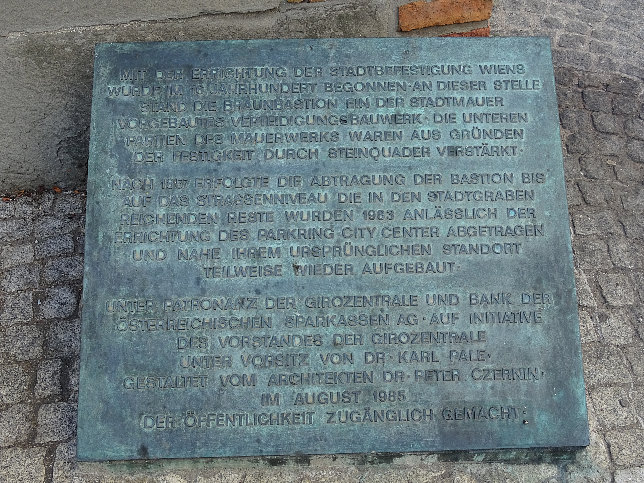 MIT DER ERRICHTUNG DER STADTBEFESTIGUNG WIENS
WURDE IM 16. JAHRHUNDERT BEGONNEN · AN DIESER STELLE
STAND DIE BRAUNBASTION EIN DER STADTMAUER
VORGEBAUTES VERTEIDIGUNGSBAUWERK · DIE UNTEREN
PARTIEN DES MAUERWERKS WAREN AUS GRÜNDEN
DER FESTIGKEIT DURCH STEINQUADER VERSTÄRKT ·
NACH 1857 ERFOLGTE DIE ABTRAGUNG DER BASTION BIS
AUF DAS STRASSENNIVEAU DIE IN DEN STADTGRABEN
REICHENDEN RESTE WURDEN 1983 ANLÄSSLICH DER
ERRICHTUNG DES PARKRING CITY CENTER ABGETRAGEN
UND NAHE IHREM URSPRÜNGLICHEN STANDORT
TEILWEISE WIEDER AUFGEBAUT ·
UNTER PATRONANZ DER GIROZENTRALE UND BANK DER
ÖSTERREICHISCHEN SPARKASSEN AG · AUF INITIATIVE
DES VORSTANDES DER GIROZENTRALE
UNTER VORSITZ VON DR · KARL PALE ·
GESTALTET VOM ARCHITEKTEN DR · PETER CZERNIN ·
IM AUGUST 1985
DER ÖFFENTLICHKEIT ZUGÄNGLICH GEMACHT ·